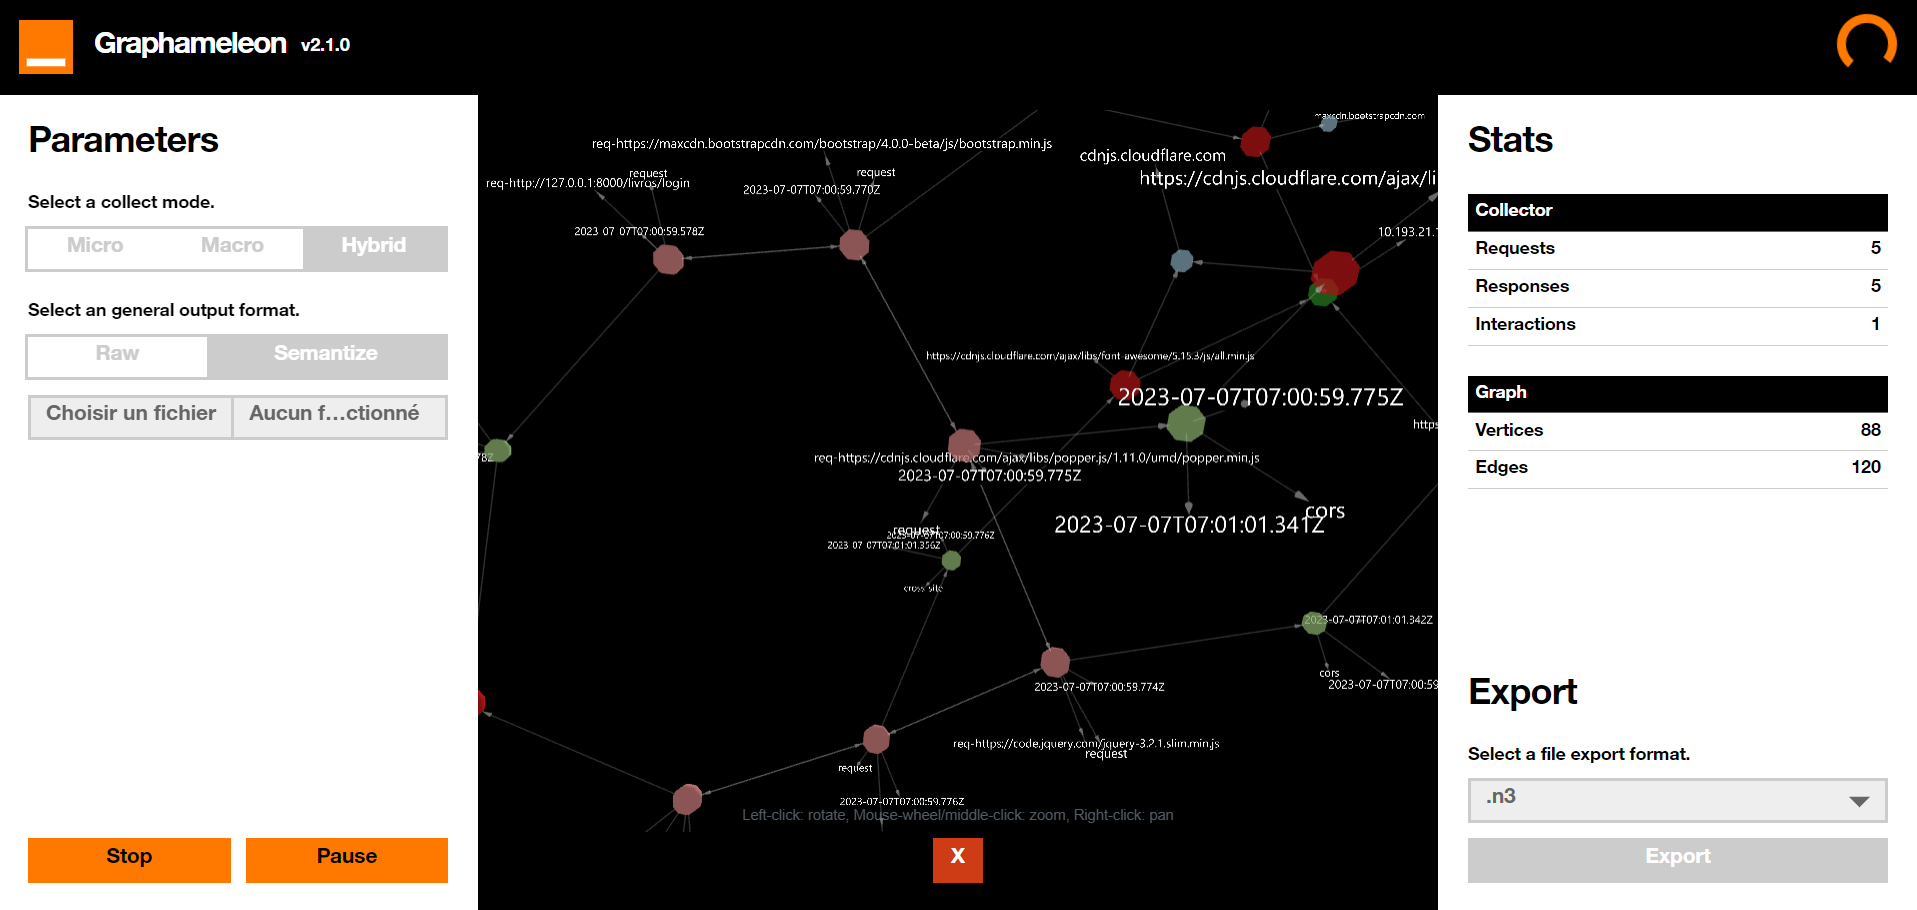 Graphameleon v2.1.0
Parameters
Select a collect mode.
Micro Macro Hybrid
Select an general output format.
Raw Semantize
Choisir un fichier Aucun f...ctionné
Stop Pause
maxcdn.bootstrapcdn.com
req-https://maxcdn.bootstrapcdn.com/bootstrap/4.0.0-beta/js/bootstrap.min.js
cdnjs.cloudflare.com
request
request
https://cdnjs.cloudflare.com/ajax/li
req-http://127.0.0.1:8000/livros/login
2023-07-07T07:00:59.770Z
2023-07-07T07:00:59.578Z
10.193.21.
https://cdnjs.cloudflare.com/ajax/libs/font-awesome/5.15.3/js/all.min.js
2023-07-07T07:00:59.775Z
https
78Z
req-https://cdnjs.cloudflare.com/ajax/libs/popper.js/1.11.0/umd/popper.min.js
2023-07-07T07:00:59.775Z
cors
2023-07-07T07:01:01.341Z
request
2023-07-07T07:00:59.776Z
2023-07-07T07:01:01.356Z
cross-site
2023-07-07T07:01:01.342Z
cors
2023-07-07T07:00:59
2023-07-07T07:00:59.774Z
req-https://code.jquery.com/jquery-3.2.1.slim.min.js
request
request
2023-07-07T07:00:59.776Z
Left-click: rotate, Mouse-wheel/middle-click: zoom, Right-click: pan
X
Stats
Collector
Requests 5
Responses 5
Interactions 1
Graph
Vertices 88
Edges 120
Export
Select a file export format.
.n3
Export